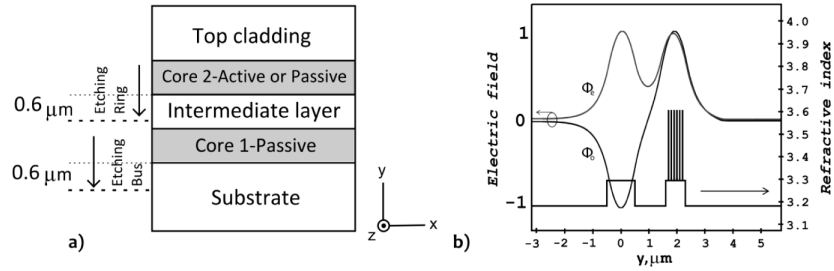 Top cladding
Core 2-Active or Passive
Intermediate layer
Core 1-Passive
Substrate
0.6 μm
Etching
Ring
0.6 μm
Etching
Bus
y
x
z
a)
Electric field
1
0
-1
Φe
Φo
4.0
3.9
3.8
3.7
3.6
3.5
3.4
3.3
3.2
3.1
Refractive index
-3 -2 -1 0 1 2 3 4 5
y,μm
b)